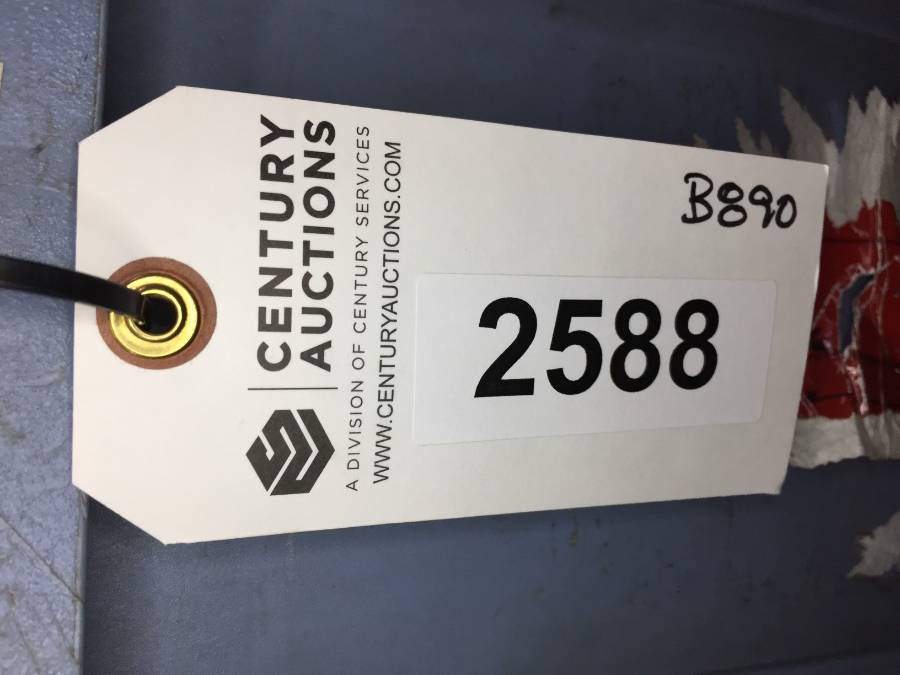 CENTURY
AUCTIONS
A DIVISION OF CENTURY SERVICES
WWW.CENTURYAUCTIONS.COM
B890
2588